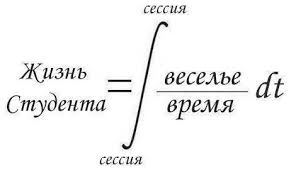 сессия
Жизнь
Студента
=
∫
веселье
время
dt
сессия